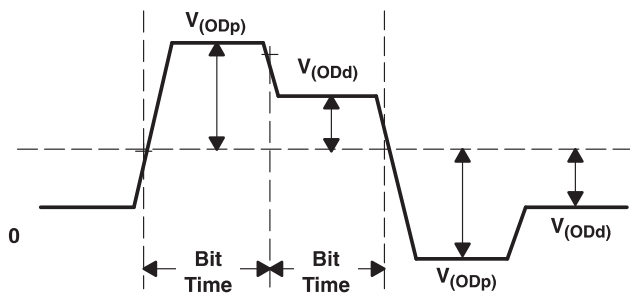 V(ODp)
V(ODd)
0
Bit
Time
Bit
Time
V(ODp)
V(ODd)